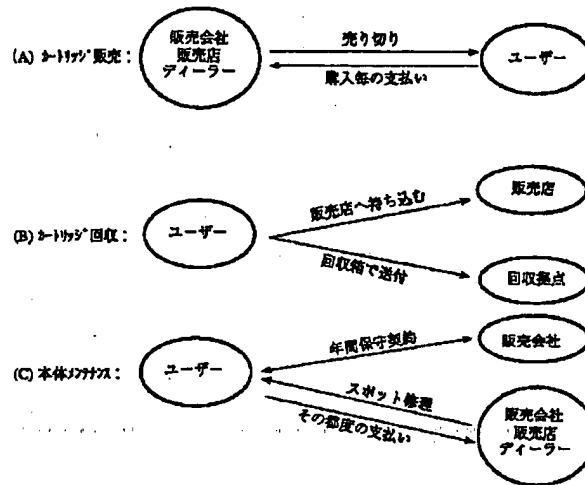 (A) カートリッジ販売：
販売会社
販売店
ディーラー
売り切り
購入毎の支払い
ユーザー
(B) カートリッジ回収：
ユーザー
販売店へ持ち込む
回収箱で送付
販売店
回収拠点
(C) 本体メンテナンス：
ユーザー
年間保守契約
スポット修理
その都度の支払い
販売会社
販売会社
販売店
ディーラー